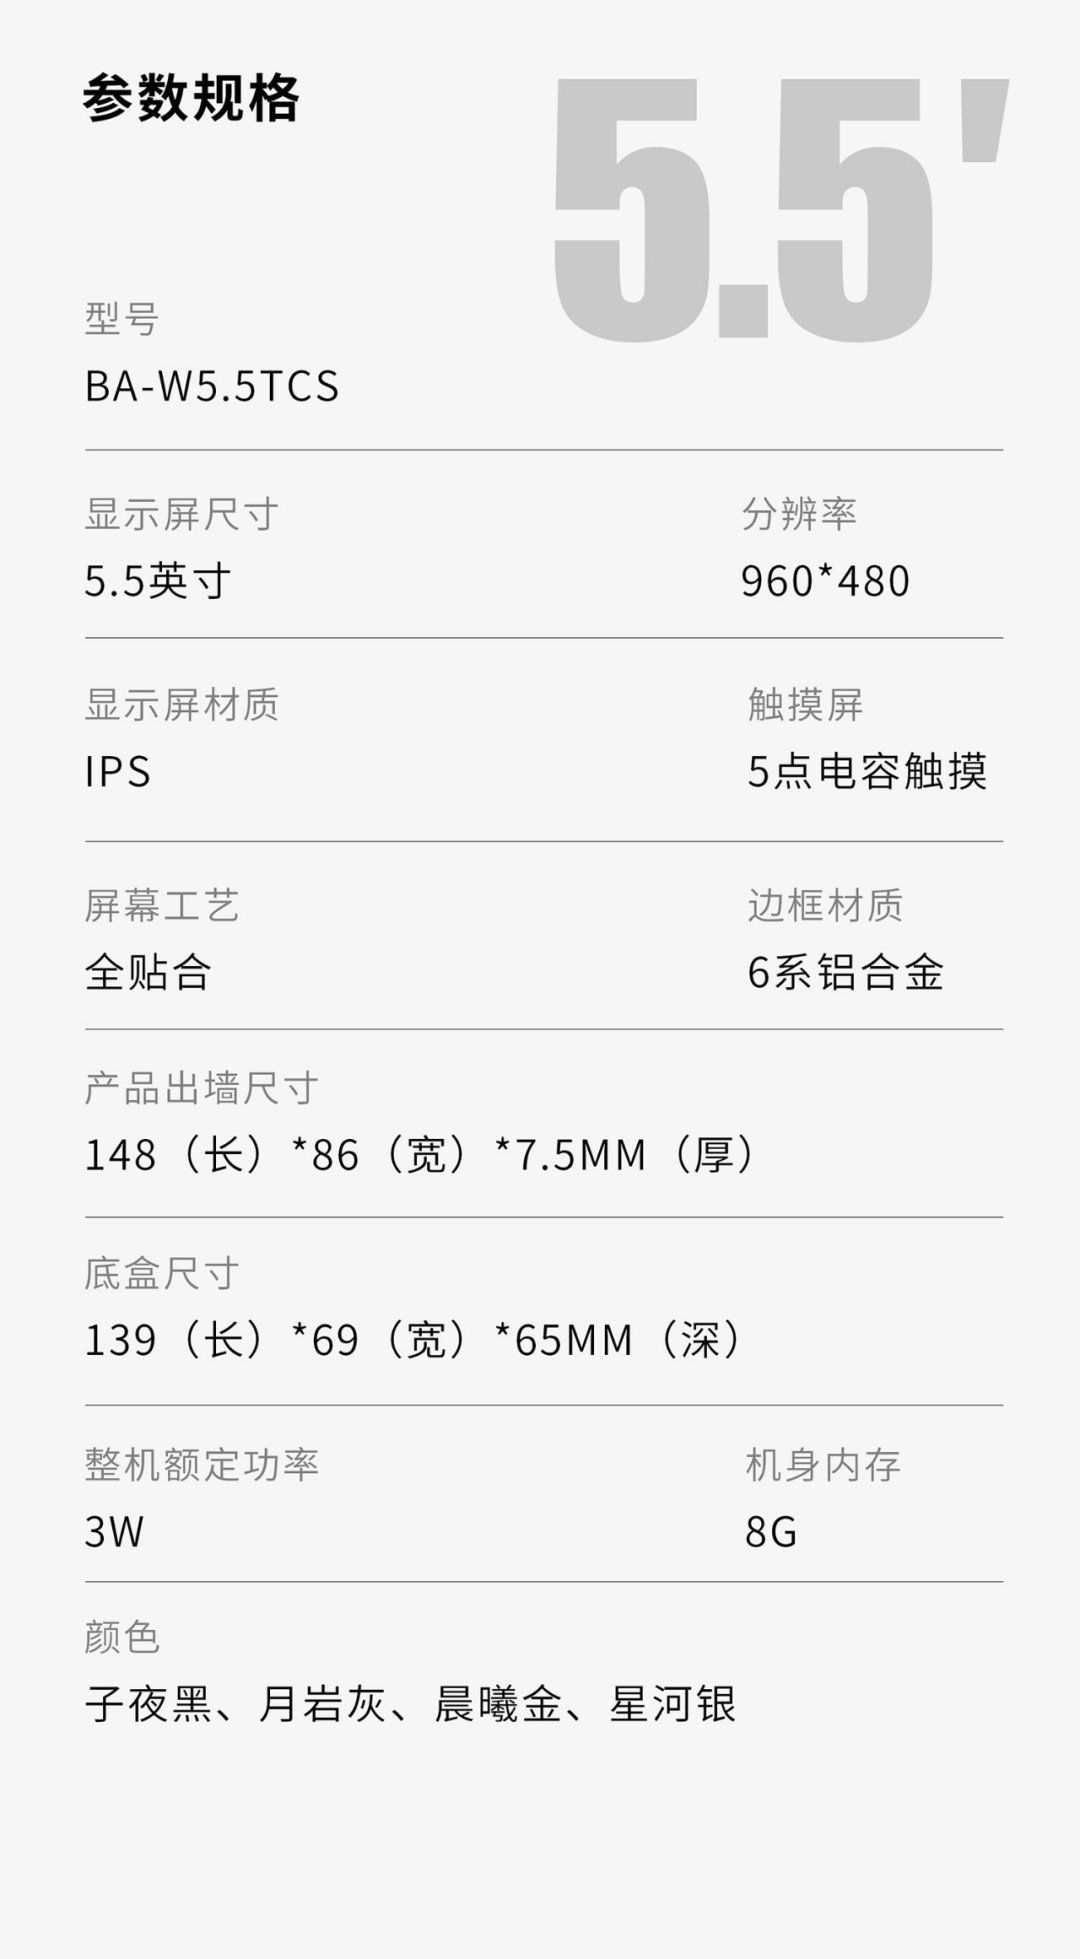 参数规格
5.5'
型号
BA-W5.5TCS
显示屏尺寸
分辨率
5.5英寸
960*480
显示屏材质
触摸屏
IPS
5点电容触摸
屏幕工艺
边框材质
全贴合
6系铝合金
产品出墙尺寸
148（长）*86（宽）*7.5MM（厚）
底盒尺寸
139（长）*69（宽）*65MM（深）
整机额定功率
机身内存
3W
8G
颜色
子夜黑、月岩灰、晨曦金、星河银